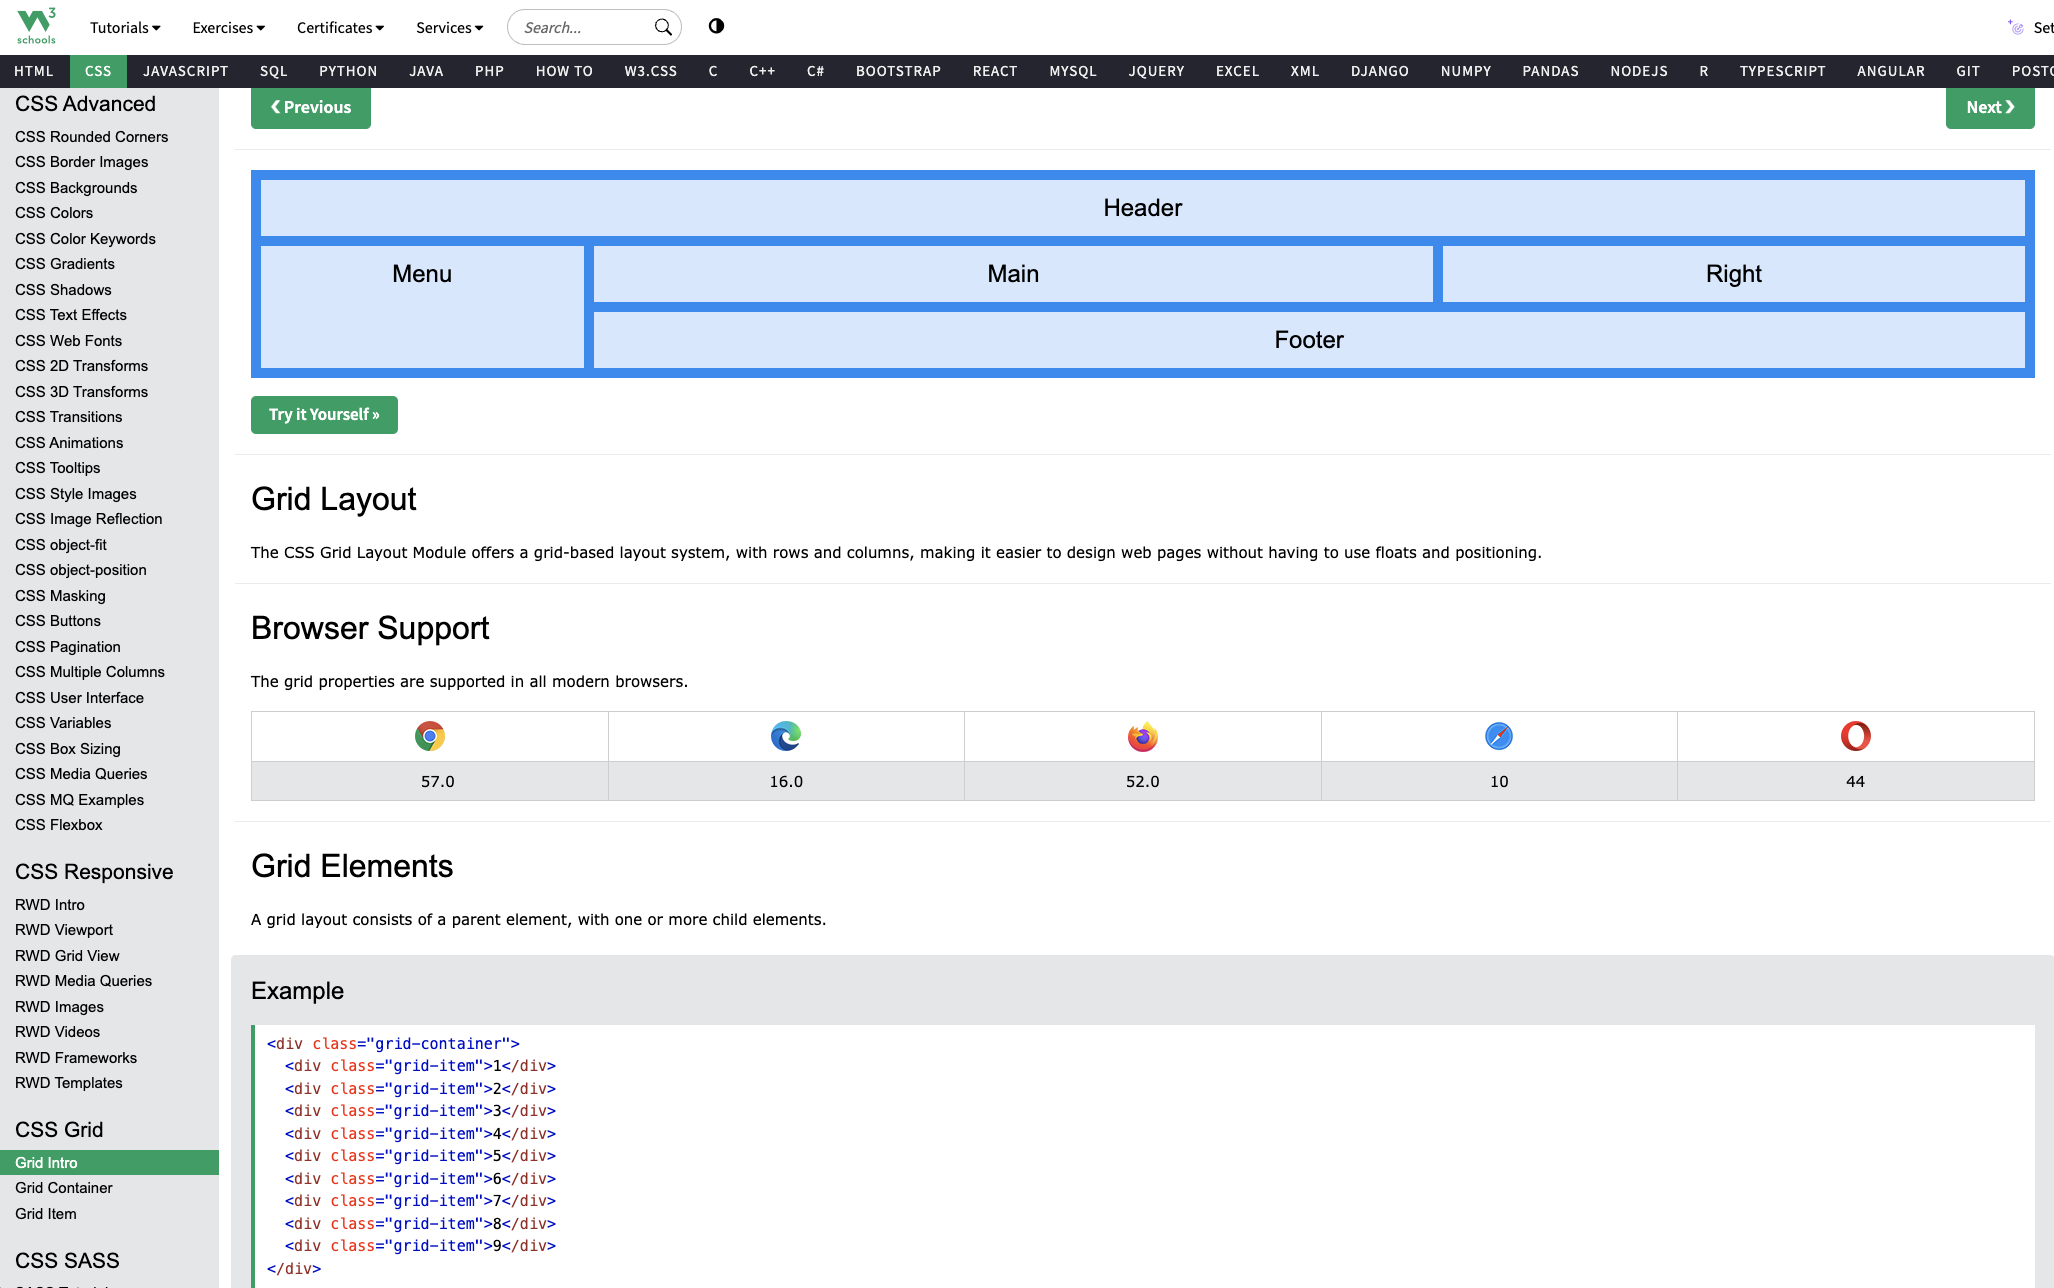 W3
schools
Tutorials
Exercises
Certificates
Services
Search...
HTML
CSS
JAVASCRIPT
SQL
PYTHON
JAVA
PHP
HOW TO
W3.CSS
C
C++
C#
BOOTSTRAP
REACT
MYSQL
JQUERY
EXCEL
XML
DJANGO
NUMPY
PANDAS
NODEJS
R
TYPESCRIPT
ANGULAR
GIT
CSS Advanced
CSS Rounded Corners
CSS Border Images
CSS Backgrounds
CSS Colors
CSS Color Keywords
CSS Gradients
CSS Shadows
CSS Text Effects
CSS Web Fonts
CSS 2D Transforms
CSS 3D Transforms
CSS Transitions
CSS Animations
CSS Tooltips
CSS Style Images
CSS Image Reflection
CSS object-fit
CSS object-position
CSS Masking
CSS Buttons
CSS Pagination
CSS Multiple Columns
CSS User Interface
CSS Variables
CSS Box Sizing
CSS Media Queries
CSS MQ Examples
CSS Flexbox
CSS Responsive
RWD Intro
RWD Viewport
RWD Grid View
RWD Media Queries
RWD Images
RWD Videos
RWD Frameworks
RWD Templates
CSS Grid
Grid Intro
Grid Container
Grid Item
CSS SASS
❮ Previous
Next ❯
Header
Menu
Main
Right
Footer
Try it Yourself »
Grid Layout
The CSS Grid Layout Module offers a grid-based layout system, with rows and columns, making it easier to design web pages without having to use floats and positioning.
Browser Support
The grid properties are supported in all modern browsers.
57.0
16.0
52.0
10
44
Grid Elements
A grid layout consists of a parent element, with one or more child elements.
Example
<div class="grid-container">
<div class="grid-item">1</div>
<div class="grid-item">2</div>
<div class="grid-item">3</div>
<div class="grid-item">4</div>
<div class="grid-item">5</div>
<div class="grid-item">6</div>
<div class="grid-item">7</div>
<div class="grid-item">8</div>
<div class="grid-item">9</div>
</div>